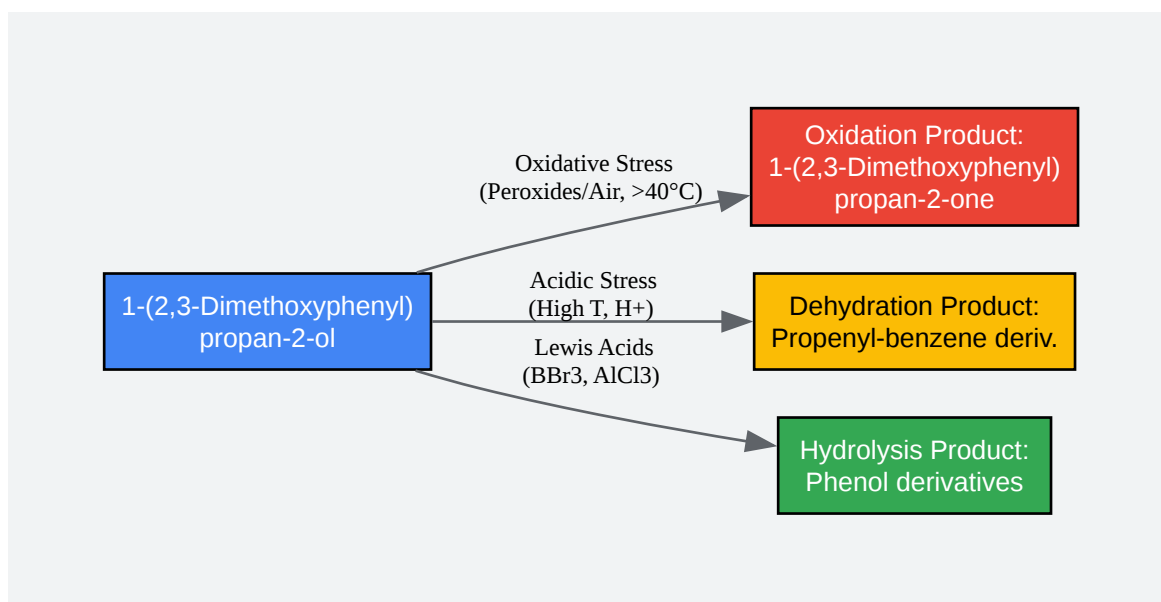 Oxidation Product:
1-(2,3-Dimethoxyphenyl)
propan-2-one
Oxidative Stress
(Peroxides/Air, >40°C)
1-(2,3-Dimethoxyphenyl)
propan-2-ol
Acidic Stress
(High T, H+)
Dehydration Product:
Propenyl-benzene deriv.
Lewis Acids
(BBr3, AlCl3)
Hydrolysis Product:
Phenol derivatives